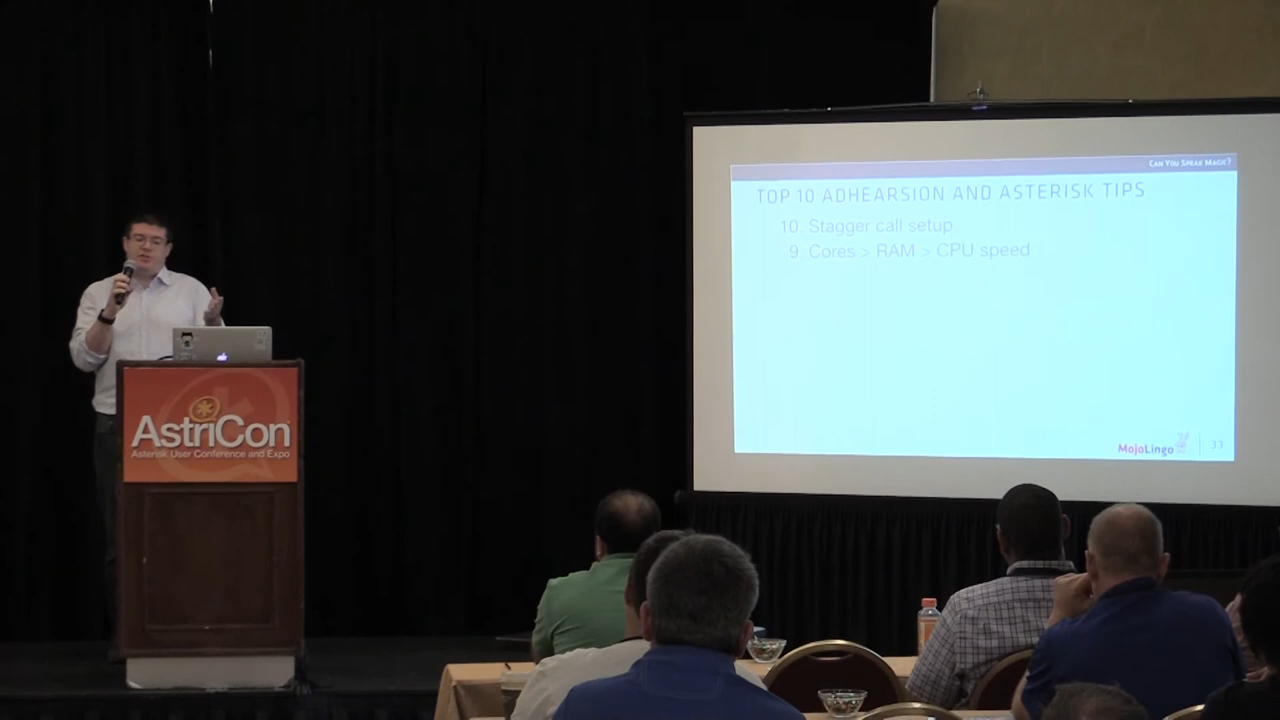 CAN YOU SPEAK MAGIC?
TOP 10 ADHEARSION AND ASTERISK TIPS
10. Stagger call setup
9. Cores > RAM > CPU speed
MojoLingo
33
AstriCon
Asterisk User Conference and Expo